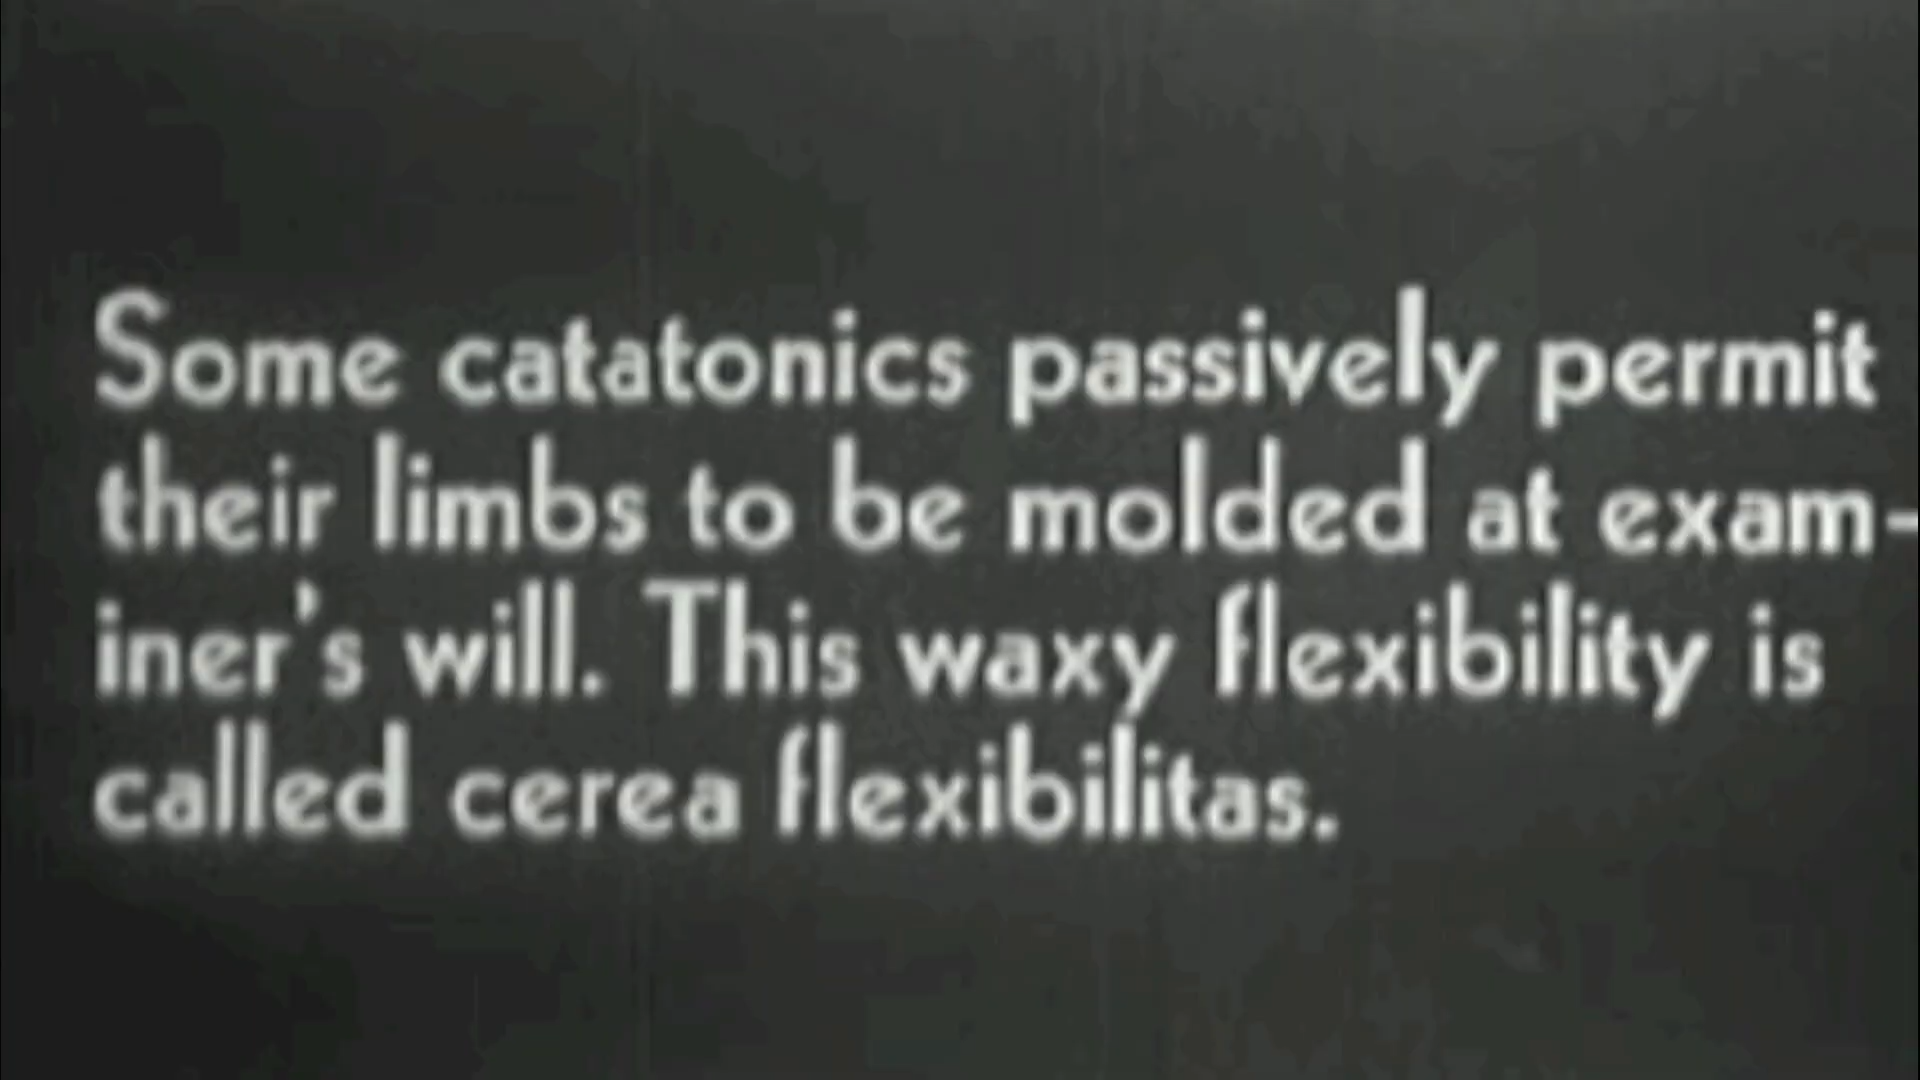 Some catatonics passively permit
their limbs to be molded at exam-
iner's will. This waxy flexibility is
called cerea flexibilitas.